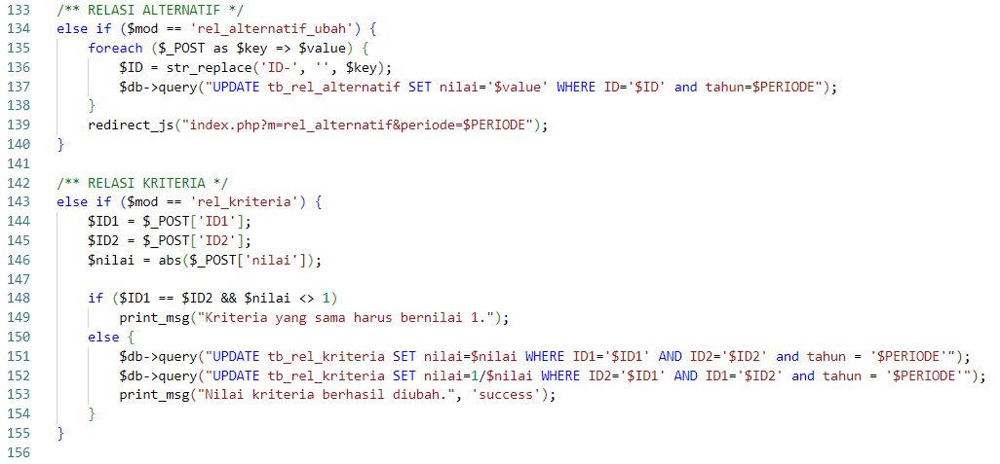 133 /** RELASI ALTERNATIF */
134 else if ($mod == 'rel_alternatif_ubah') {
135     foreach ($_POST as $key => $value) {
136         $ID = str_replace('ID-', '', $key);
137         $db->query("UPDATE tb_rel_alternatif SET nilai='$value' WHERE ID='$ID' and tahun=$PERIODE");
138     }
139     redirect_js("index.php?m=rel_alternatif&periode=$PERIODE");
140 }
141
142 /** RELASI KRITERIA */
143 else if ($mod == 'rel_kriteria') {
144     $ID1 = $_POST['ID1'];
145     $ID2 = $_POST['ID2'];
146     $nilai = abs($_POST['nilai']);
147
148     if ($ID1 == $ID2 && $nilai <> 1)
149         print_msg("Kriteria yang sama harus bernilai 1.");
150     else {
151         $db->query("UPDATE tb_rel_kriteria SET nilai=$nilai WHERE ID1='$ID1' AND ID2='$ID2' and tahun = '$PERIODE'");
152         $db->query("UPDATE tb_rel_kriteria SET nilai=1/$nilai WHERE ID2='$ID1' AND ID1='$ID2' and tahun = '$PERIODE'");
153         print_msg("Nilai kriteria berhasil diubah.", 'success');
154     }
155 }
156